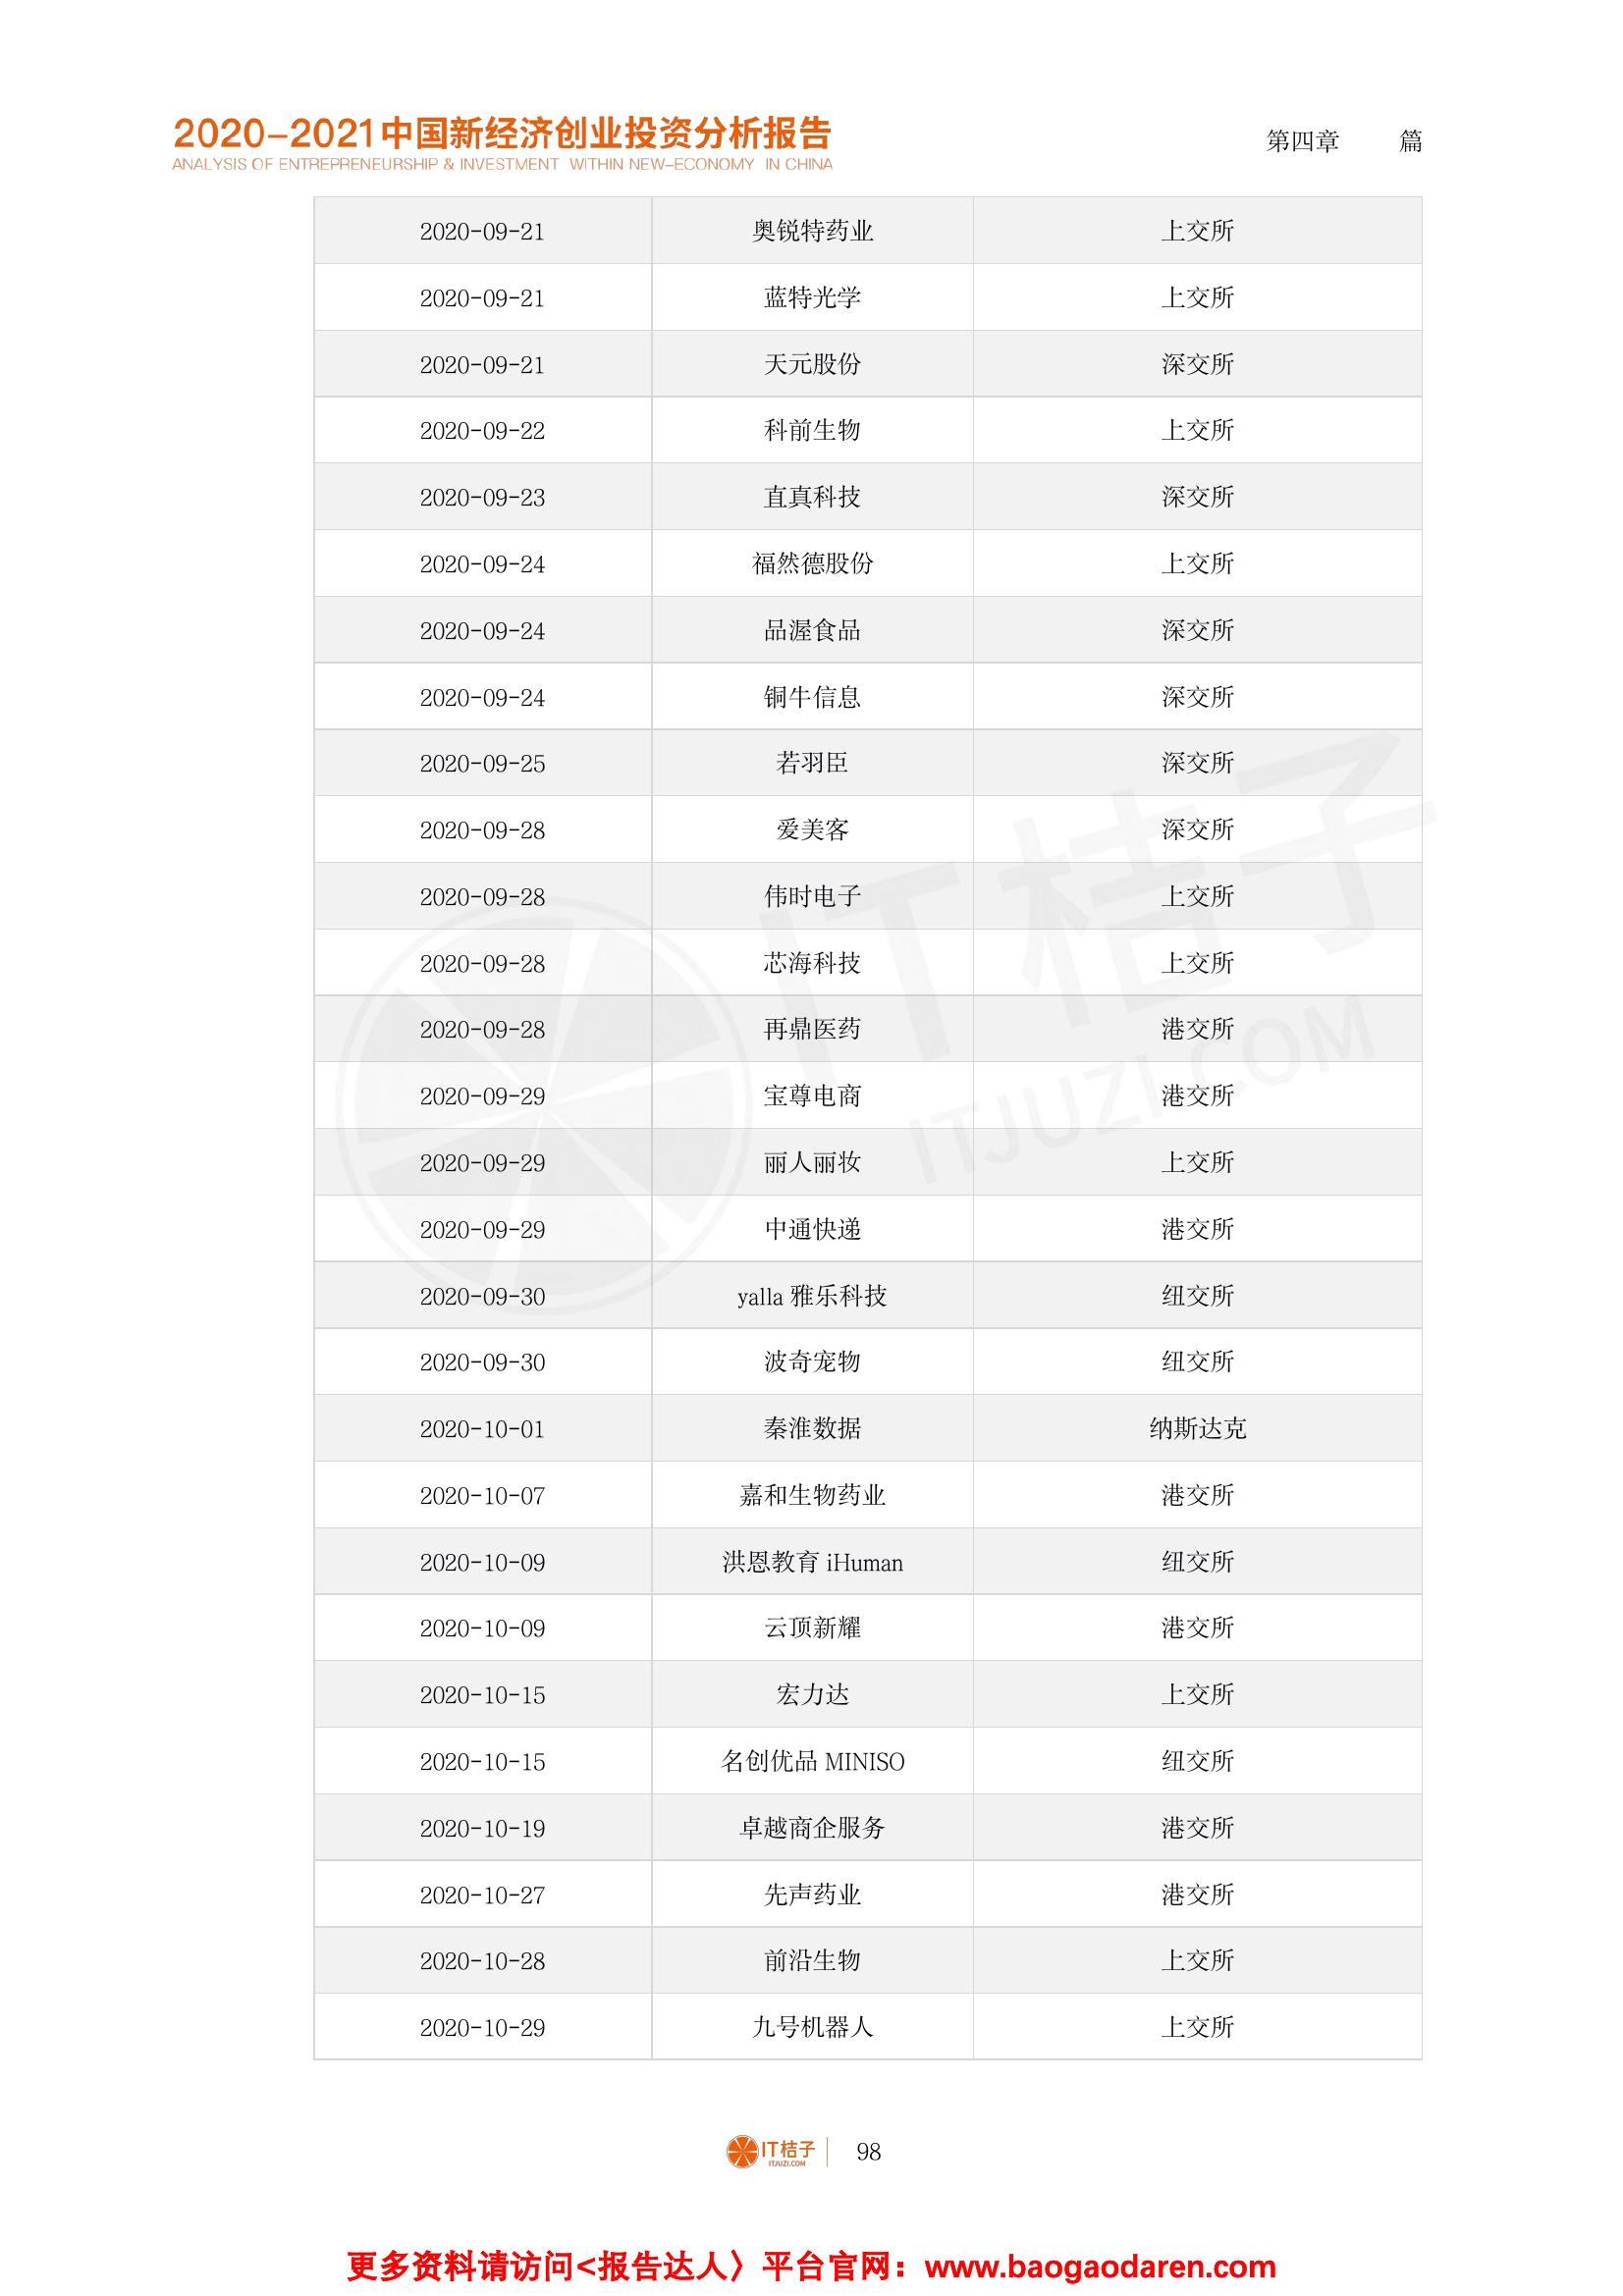 2020-2021中国新经济创业投资分析报告
ANALYSIS OF ENTREPRENEURSHIP & INVESTMENT WITHIN NEW-ECONOMY IN CHINA
第四章 篇
2020-09-21 奥锐特药业 上交所
2020-09-21 蓝特光学 上交所
2020-09-21 天元股份 深交所
2020-09-22 科前生物 上交所
2020-09-23 直真科技 深交所
2020-09-24 福然德股份 上交所
2020-09-24 品渥食品 深交所
2020-09-24 铜牛信息 深交所
2020-09-25 若羽臣 深交所
2020-09-28 爱美客 深交所
2020-09-28 伟时电子 上交所
2020-09-28 芯海科技 上交所
2020-09-28 再鼎医药 港交所
2020-09-29 宝尊电商 港交所
2020-09-29 丽人丽妆 上交所
2020-09-29 中通快递 港交所
2020-09-30 yalla 雅乐科技 纽交所
2020-09-30 波奇宠物 纽交所
2020-10-01 秦淮数据 纳斯达克
2020-10-07 嘉和生物药业 港交所
2020-10-09 洪恩教育 iHuman 纽交所
2020-10-09 云顶新耀 港交所
2020-10-15 宏力达 上交所
2020-10-15 名创优品 MINISO 纽交所
2020-10-19 卓越商企服务 港交所
2020-10-27 先声药业 港交所
2020-10-28 前沿生物 上交所
2020-10-29 九号机器人 上交所
IT桔子
ITJUZI.COM
IT桔子
ITJUZI.COM
98
更多资料请访问<报告达人〉平台官网：www.baogaodaren.com